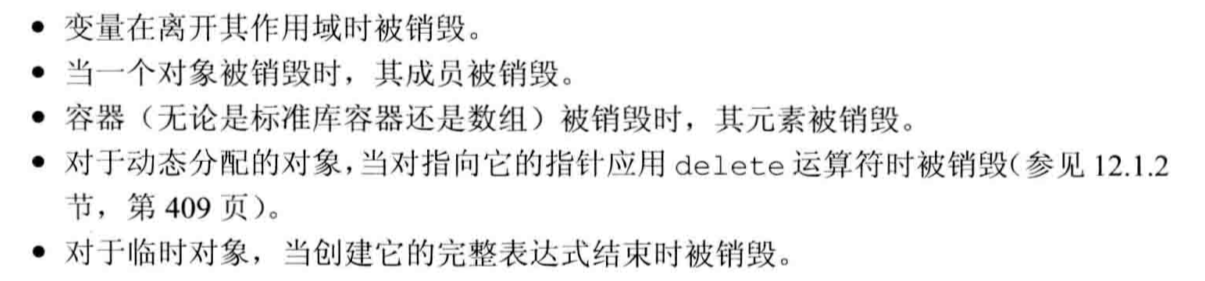 • 变量在离开其作用域时被销毁。
• 当一个对象被销毁时，其成员被销毁。
• 容器（无论是标准库容器还是数组）被销毁时，其元素被销毁。
• 对于动态分配的对象，当对指向它的指针应用 delete 运算符时被销毁（参见 12.1.2
节，第 409 页）。
• 对于临时对象，当创建它的完整表达式结束时被销毁。